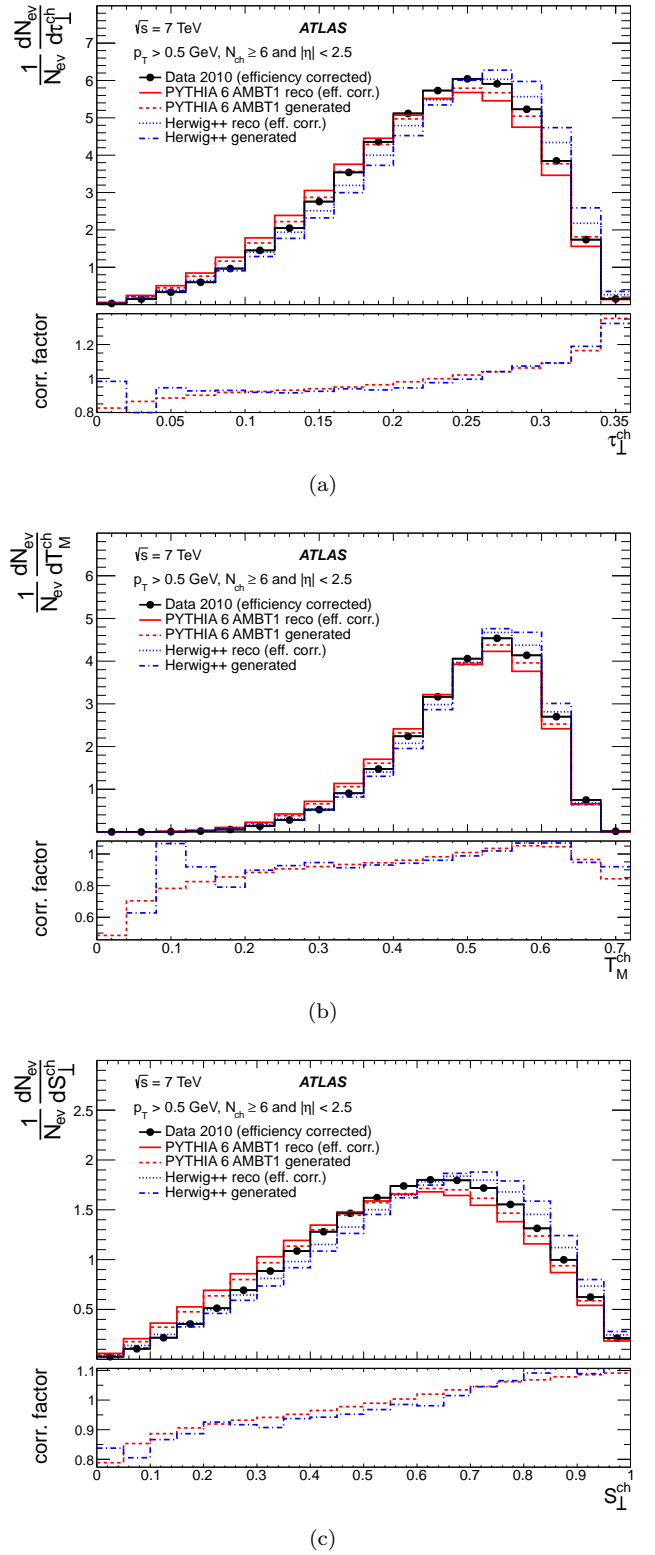 1/N_ev dN_ev/dτ⊥^ch
7
6
5
4
3
2
1
√s = 7 TeV ATLAS
p_T > 0.5 GeV, N_ch ≥ 6 and |η| < 2.5
Data 2010 (efficiency corrected)
PYTHIA 6 AMBT1 reco (eff. corr.)
PYTHIA 6 AMBT1 generated
Herwig++ reco (eff. corr.)
Herwig++ generated
corr. factor
1.2
1
0.8
0 0.05 0.1 0.15 0.2 0.25 0.3 0.35
τ⊥^ch
(a)
1/N_ev dN_ev/dT_M^ch
6
5
4
3
2
1
√s = 7 TeV ATLAS
p_T > 0.5 GeV, N_ch ≥ 6 and |η| < 2.5
Data 2010 (efficiency corrected)
PYTHIA 6 AMBT1 reco (eff. corr.)
PYTHIA 6 AMBT1 generated
Herwig++ reco (eff. corr.)
Herwig++ generated
corr. factor
1
0.8
0.6
0 0.1 0.2 0.3 0.4 0.5 0.6 0.7
T_M^ch
(b)
1/N_ev dN_ev/dS⊥^ch
2.5
2
1.5
1
0.5
√s = 7 TeV ATLAS
p_T > 0.5 GeV, N_ch ≥ 6 and |η| < 2.5
Data 2010 (efficiency corrected)
PYTHIA 6 AMBT1 reco (eff. corr.)
PYTHIA 6 AMBT1 generated
Herwig++ reco (eff. corr.)
Herwig++ generated
corr. factor
1.1
1
0.9
0.8
0 0.1 0.2 0.3 0.4 0.5 0.6 0.7 0.8 0.9 1
S⊥^ch
(c)